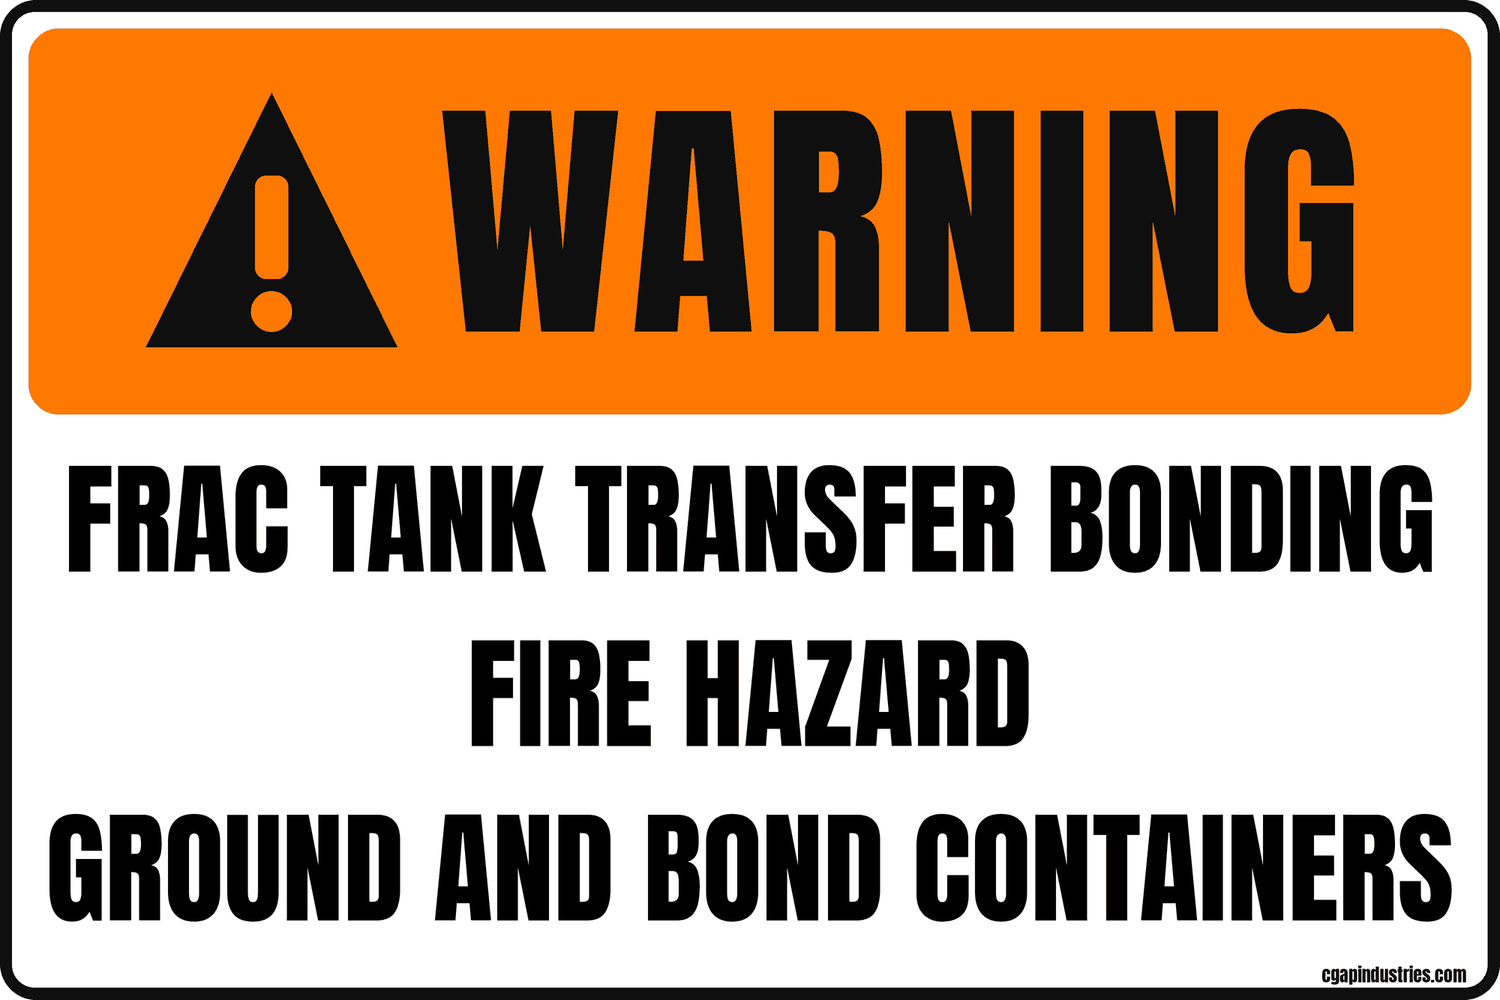 WARNING
FRAC TANK TRANSFER BONDING
FIRE HAZARD
GROUND AND BOND CONTAINERS
cgapindustries.com